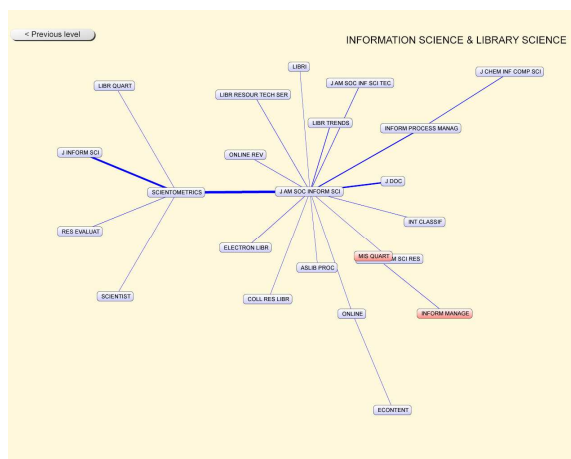 < Previous level
INFORMATION SCIENCE & LIBRARY SCIENCE
LIBRI
J CHEM INF COMP SCI
LIBR QUART
J AM SOC INF SCI TEC
LIBR RESOUR TECH SER
LIBR TRENDS
INFORM PROCESS MANAG
J INFORM SCI
ONLINE REV
J DOC
SCIENTOMETRICS
J AM SOC INFORM SCI
INT CLASSIF
RES EVALUAT
ELECTRON LIBR
MIS QUART
M SCI RES
ASLIB PROC
SCIENTIST
COLL RES LIBR
ONLINE
INFORM MANAGE
ECONTENT